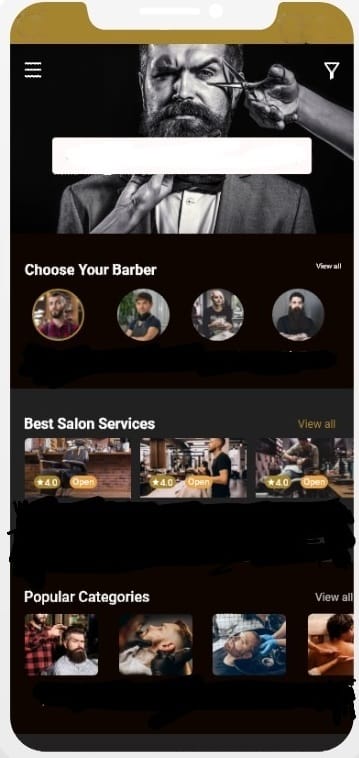 Choose Your Barber
View all
Best Salon Services
View all
★4.0
Open
★4.0
Open
★4.0
Open
Popular Categories
View all